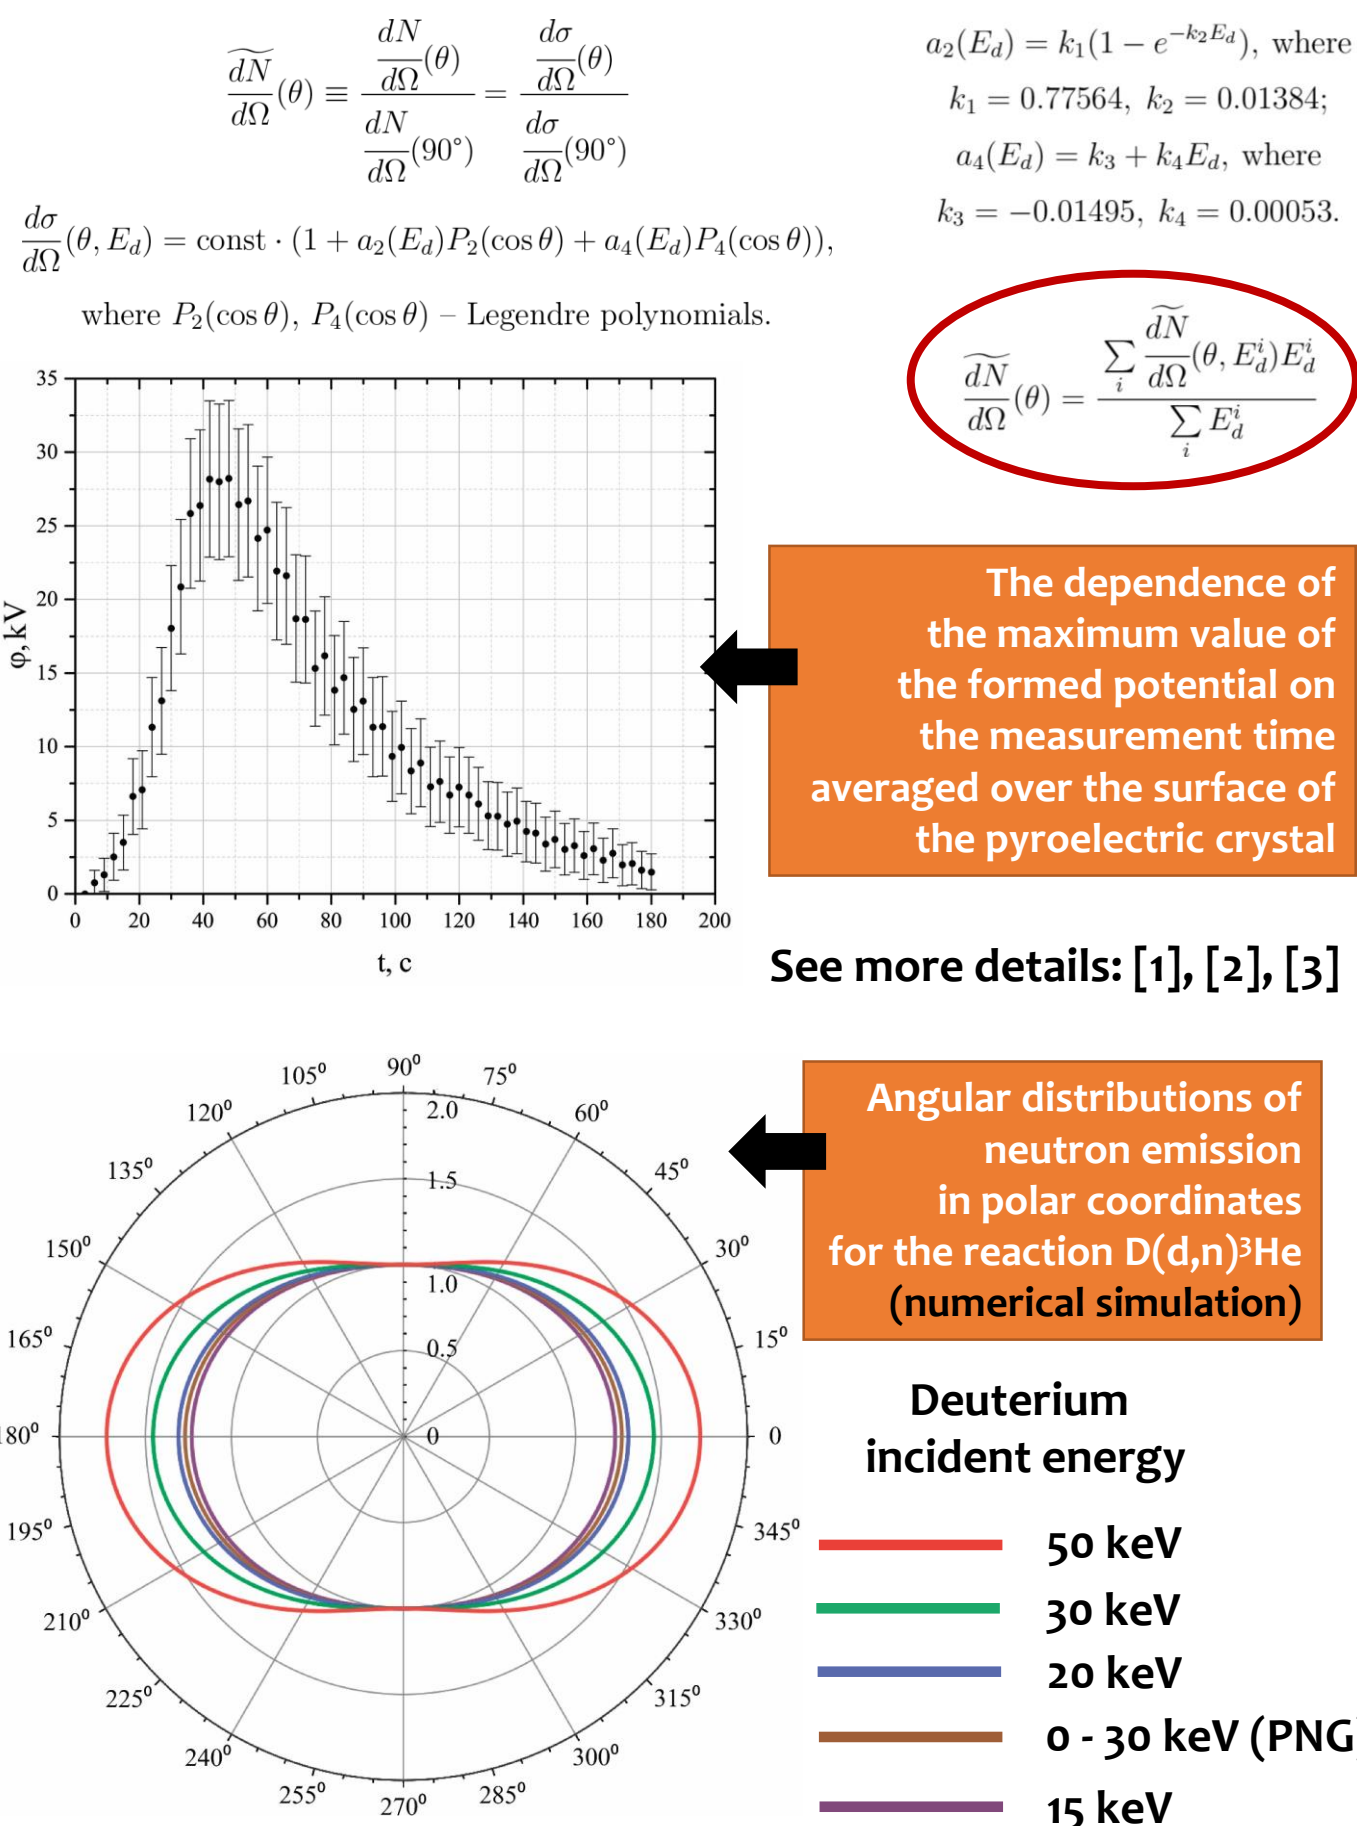 \widetilde{dN}/dΩ(θ) ≡ dN/dΩ(θ) / dN/dΩ(90°) = dσ/dΩ(θ) / dσ/dΩ(90°)
dσ/dΩ(θ, E_d) = const · (1 + a_2(E_d)P_2(cos θ) + a_4(E_d)P_4(cos θ)),
where P_2(cos θ), P_4(cos θ) – Legendre polynomials.
a_2(E_d) = k_1(1 − e^{−k_2E_d}), where
k_1 = 0.77564, k_2 = 0.01384;
a_4(E_d) = k_3 + k_4E_d, where
k_3 = −0.01495, k_4 = 0.00053.
\widetilde{dN}/dΩ(θ) = ∑_i \widetilde{dN}/dΩ(θ, E_d^i)E_d^i / ∑_i E_d^i
φ, kV
35
30
25
20
15
10
5
0
0 20 40 60 80 100 120 140 160 180 200
t, c
The dependence of
the maximum value of
the formed potential on
the measurement time
averaged over the surface of
the pyroelectric crystal
See more details: [1], [2], [3]
90⁰
105⁰ 75⁰
120⁰ 60⁰
135⁰ 45⁰
150⁰ 30⁰
165⁰ 15⁰
180⁰ 0
195⁰ 345⁰
210⁰ 330⁰
225⁰ 315⁰
240⁰ 300⁰
255⁰ 285⁰
270⁰
2.0
1.5
1.0
0.5
0
Angular distributions of
neutron emission
in polar coordinates
for the reaction D(d,n)³He
(numerical simulation)
Deuterium
incident energy
50 keV
30 keV
20 keV
0 - 30 keV (PNG)
15 keV